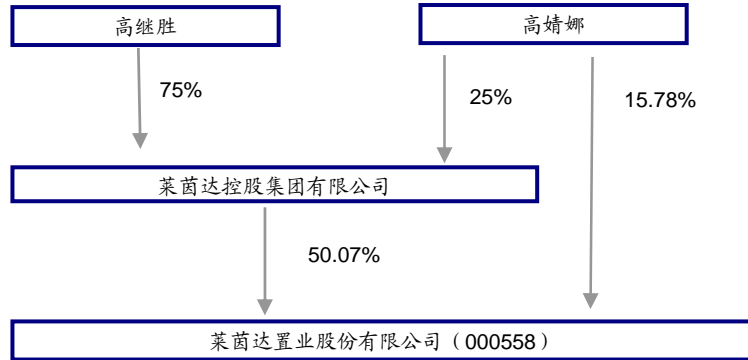 高继胜
高婧娜
75%
25%
15.78%
莱茵达控股集团有限公司
50.07%
莱茵达置业股份有限公司（000558）